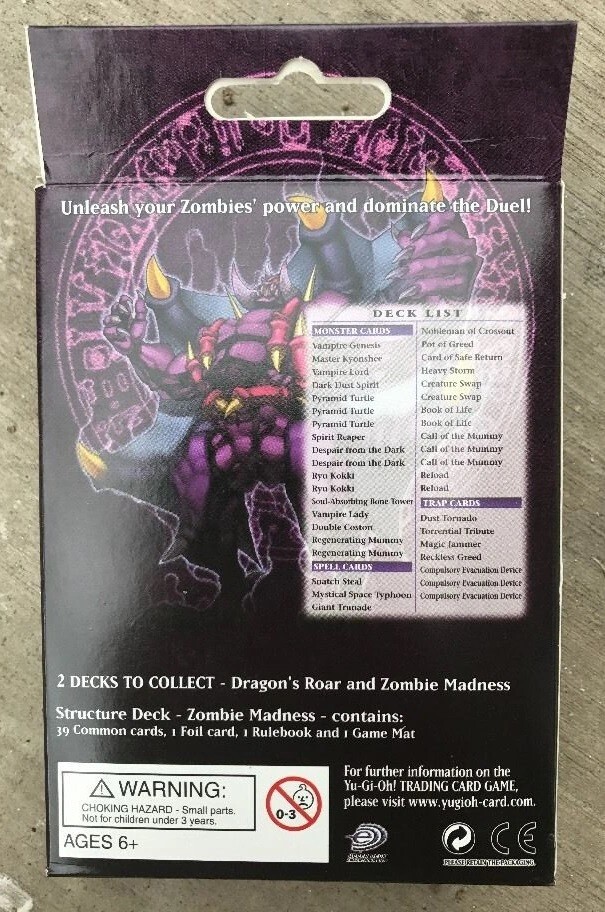 Unleash your Zombies' power and dominate the Duel!
DECK LIST
MONSTER CARDS
Vampire Genesis
Master Kyonshee
Vampire Lord
Dark Dust Spirit
Pyramid Turtle
Pyramid Turtle
Pyramid Turtle
Spirit Reaper
Despair from the Dark
Despair from the Dark
Ryu Kokki
Ryu Kokki
Soul-Absorbing Bone Tower
Vampire Lady
Double Coston
Regenerating Mummy
Regenerating Mummy
SPELL CARDS
Snatch Steal
Mystical Space Typhoon
Giant Trunade
Nobleman of Crossout
Pot of Greed
Card of Safe Return
Heavy Storm
Creature Swap
Creature Swap
Book of Life
Book of Life
Call of the Mummy
Call of the Mummy
Call of the Mummy
Reload
Reload
TRAP CARDS
Dust Tornado
Torrential Tribute
Magic Jammer
Reckless Greed
Compulsory Evacuation Device
Compulsory Evacuation Device
Compulsory Evacuation Device
2 DECKS TO COLLECT - Dragon's Roar and Zombie Madness
Structure Deck - Zombie Madness - contains:
39 Common cards, 1 Foil card, 1 Rulebook and 1 Game Mat
WARNING:
CHOKING HAZARD - Small parts.
Not for children under 3 years.
AGES 6+
0-3
For further information on the
Yu-Gi-Oh! TRADING CARD GAME,
please visit www.yugioh-card.com.
CE
PLEASE RETAIN THE PACKAGING